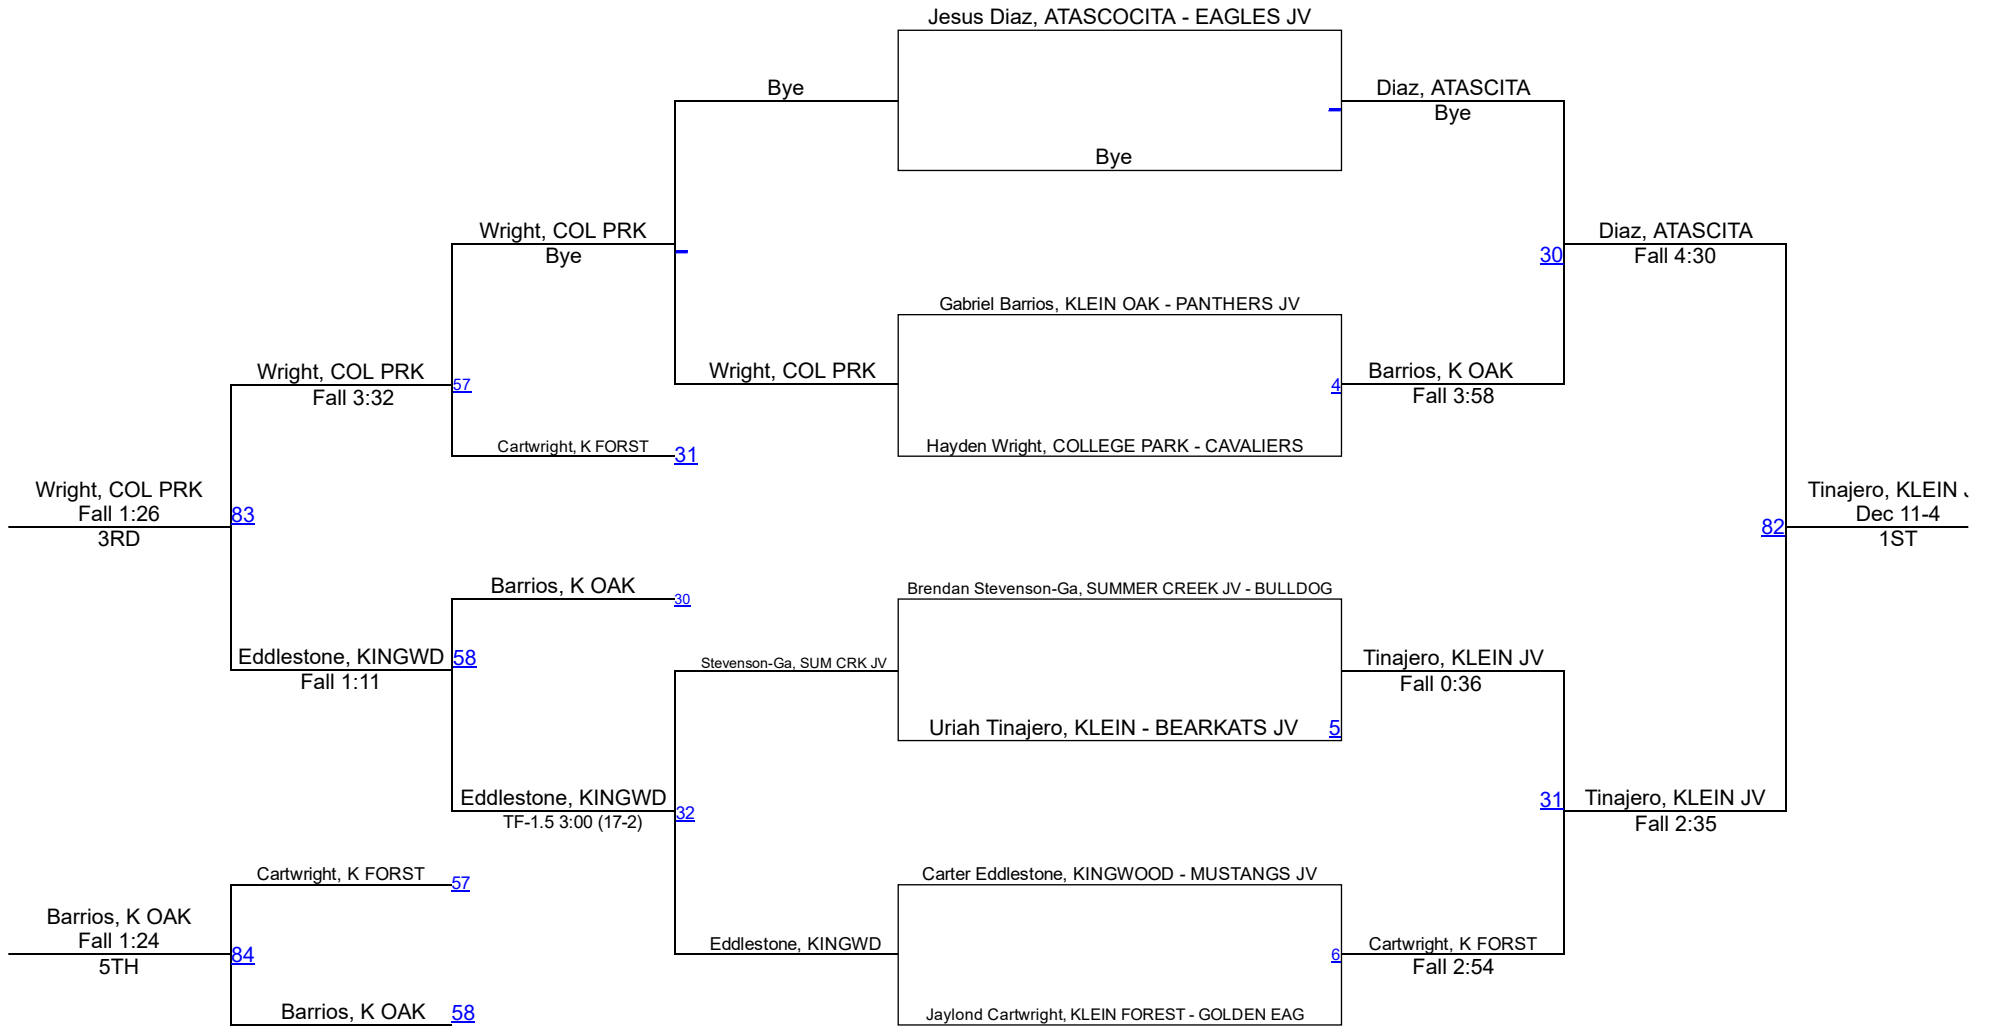 Jesus Diaz, ATASCOCITA - EAGLES JV
Bye
Diaz, ATASCITA
Bye
Bye
Wright, COL PRK
Bye
Diaz, ATASCITA
30
Fall 4:30
Gabriel Barrios, KLEIN OAK - PANTHERS JV
Wright, COL PRK
Fall 3:32
57
Wright, COL PRK
4
Barrios, K OAK
Fall 3:58
Cartwright, K FORST
31
Hayden Wright, COLLEGE PARK - CAVALIERS
Wright, COL PRK
Fall 1:26
3RD
83
Tinajero, KLEIN
Dec 11-4
1ST
82
Barrios, K OAK
30
Brendan Stevenson-Ga, SUMMER CREEK JV - BULLDOG
Eddlestone, KINGWD
Fall 1:11
58
Stevenson-Ga, SUM CRK JV
Tinajero, KLEIN JV
Fall 0:36
Uriah Tinajero, KLEIN - BEARKATS JV
5
Eddlestone, KINGWD
TF-1.5 3:00 (17-2)
32
31
Tinajero, KLEIN JV
Fall 2:35
Cartwright, K FORST
57
Carter Eddlestone, KINGWOOD - MUSTANGS JV
Barrios, K OAK
Fall 1:24
5TH
84
Eddlestone, KINGWD
6
Cartwright, K FORST
Fall 2:54
Barrios, K OAK
58
Jaylond Cartwright, KLEIN FOREST - GOLDEN EAG